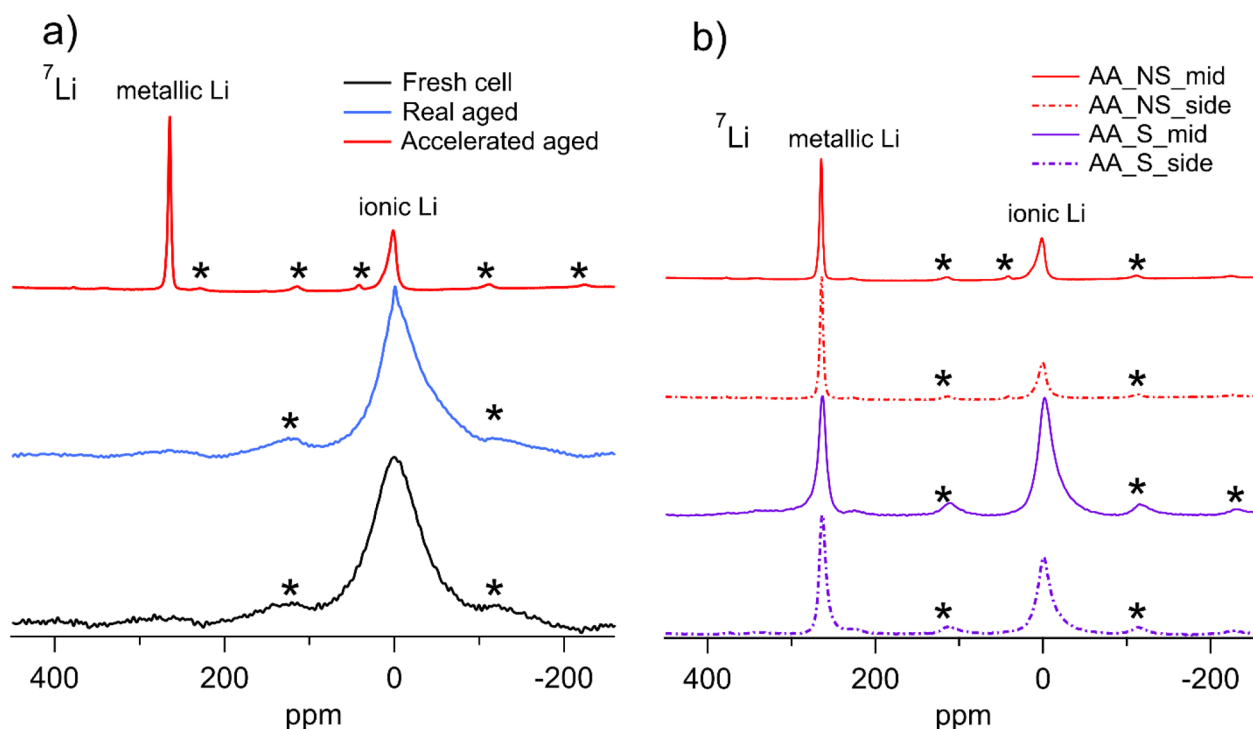 a)
⁷Li
metallic Li
Fresh cell
Real aged
Accelerated aged
ionic Li
* * * * *
* *
* *
400 200 0 -200
ppm
b)
⁷Li
metallic Li
AA_NS_mid
AA_NS_side
AA_S_mid
AA_S_side
ionic Li
* * *
* *
* * *
* *
400 200 0 -200
ppm